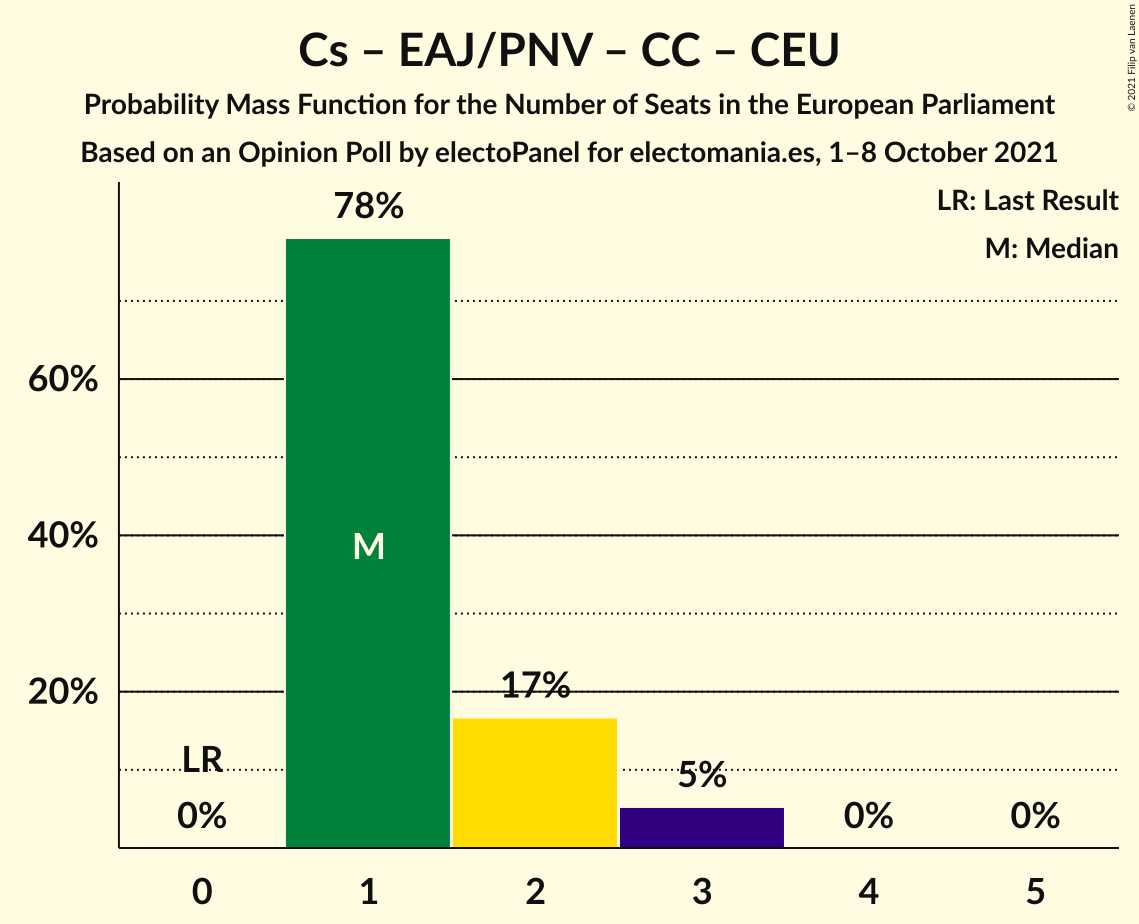 Cs – EAJ/PNV – CC – CEU
Probability Mass Function for the Number of Seats in the European Parliament
Based on an Opinion Poll by electoPanel for electomania.es, 1–8 October 2021
© 2021 Filip van Laenen
LR: Last Result
M: Median
78%
60%
40%
M
20%
17%
LR
5%
0%
0%
0%
0 1 2 3 4 5